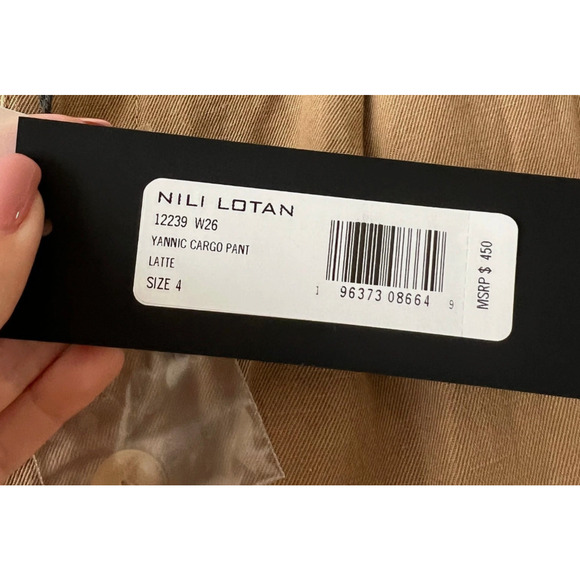 NILI LOTAN
12239 W26
YANNIC CARGO PANT
LATTE
SIZE 4
1 96373 08664 9
MSRP $ 450